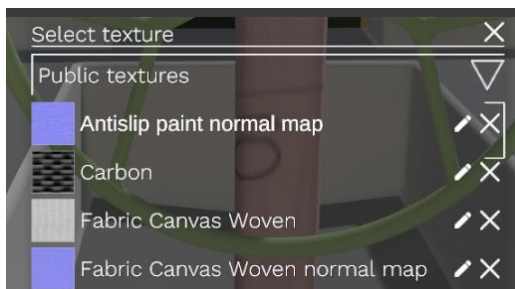 Select texture
Public textures
Antislip paint normal map
Carbon
Fabric Canvas Woven
Fabric Canvas Woven normal map